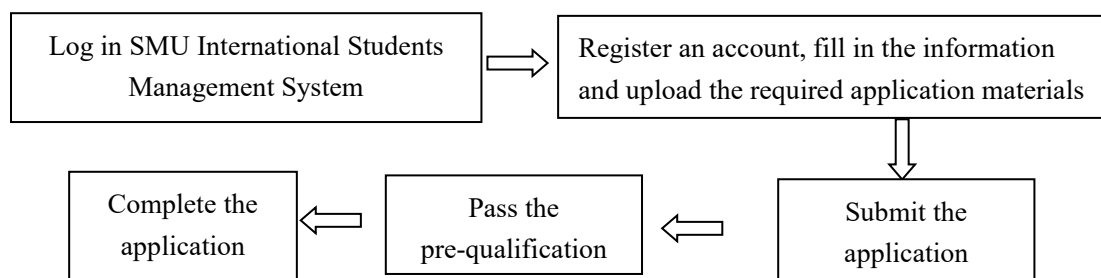 Log in SMU International Students
Management System
Register an account, fill in the information
and upload the required application materials
Submit the
application
Pass the
pre-qualification
Complete the
application